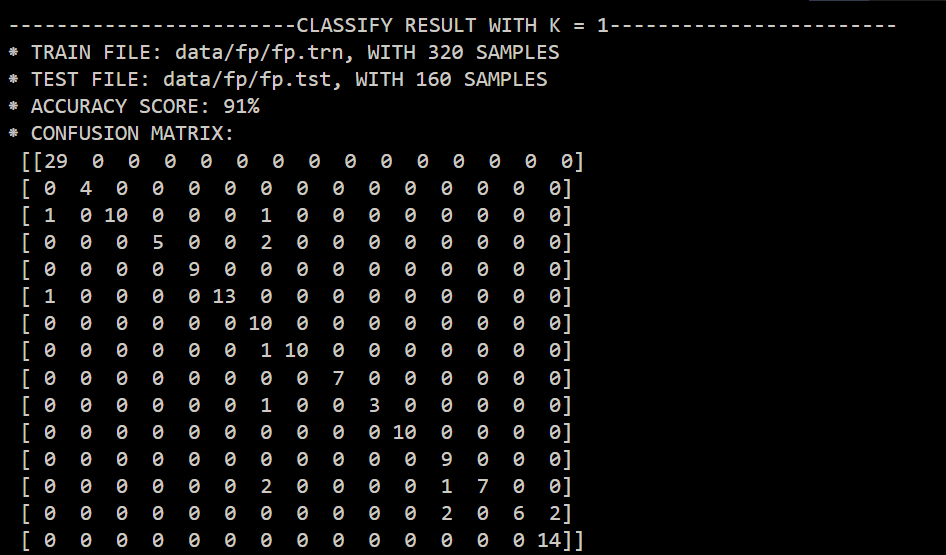 ------------------------CLASSIFY RESULT WITH K = 1------------------------
* TRAIN FILE: data/fp/fp.trn, WITH 320 SAMPLES
* TEST FILE: data/fp/fp.tst, WITH 160 SAMPLES
* ACCURACY SCORE: 91%
* CONFUSION MATRIX:
[[29  0  0  0  0  0  0  0  0  0  0  0  0  0  0]
[ 0  4  0  0  0  0  0  0  0  0  0  0  0  0  0]
[ 1  0 10  0  0  0  1  0  0  0  0  0  0  0  0]
[ 0  0  0  5  0  0  2  0  0  0  0  0  0  0  0]
[ 0  0  0  0  9  0  0  0  0  0  0  0  0  0  0]
[ 1  0  0  0  0 13  0  0  0  0  0  0  0  0  0]
[ 0  0  0  0  0  0 10  0  0  0  0  0  0  0  0]
[ 0  0  0  0  0  0  1 10  0  0  0  0  0  0  0]
[ 0  0  0  0  0  0  0  0  7  0  0  0  0  0  0]
[ 0  0  0  0  0  0  1  0  0  3  0  0  0  0  0]
[ 0  0  0  0  0  0  0  0  0  0 10  0  0  0  0]
[ 0  0  0  0  0  0  0  0  0  0  0  9  0  0  0]
[ 0  0  0  0  0  0  2  0  0  0  0  1  7  0  0]
[ 0  0  0  0  0  0  0  0  0  0  0  2  0  6  2]
[ 0  0  0  0  0  0  0  0  0  0  0  0  0  0 14]]